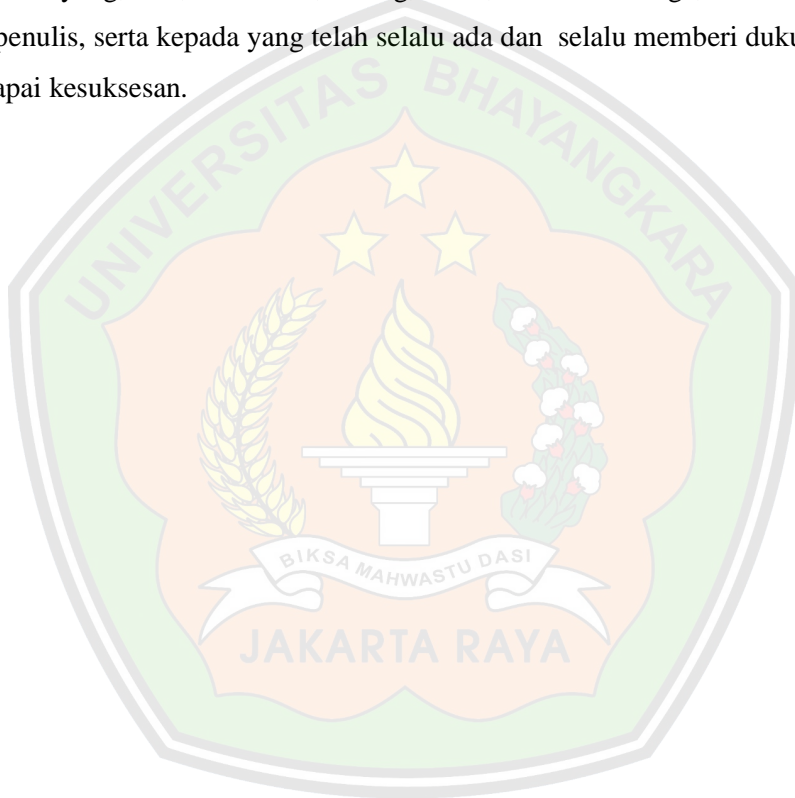 penulis, serta kepada yang telah selalu ada dan selalu memberi
apai kesuksesan.
UNIVERSITAS BHAYANGKARA
BIKSA MAHWASTU DASI
JAKARTA RAYA